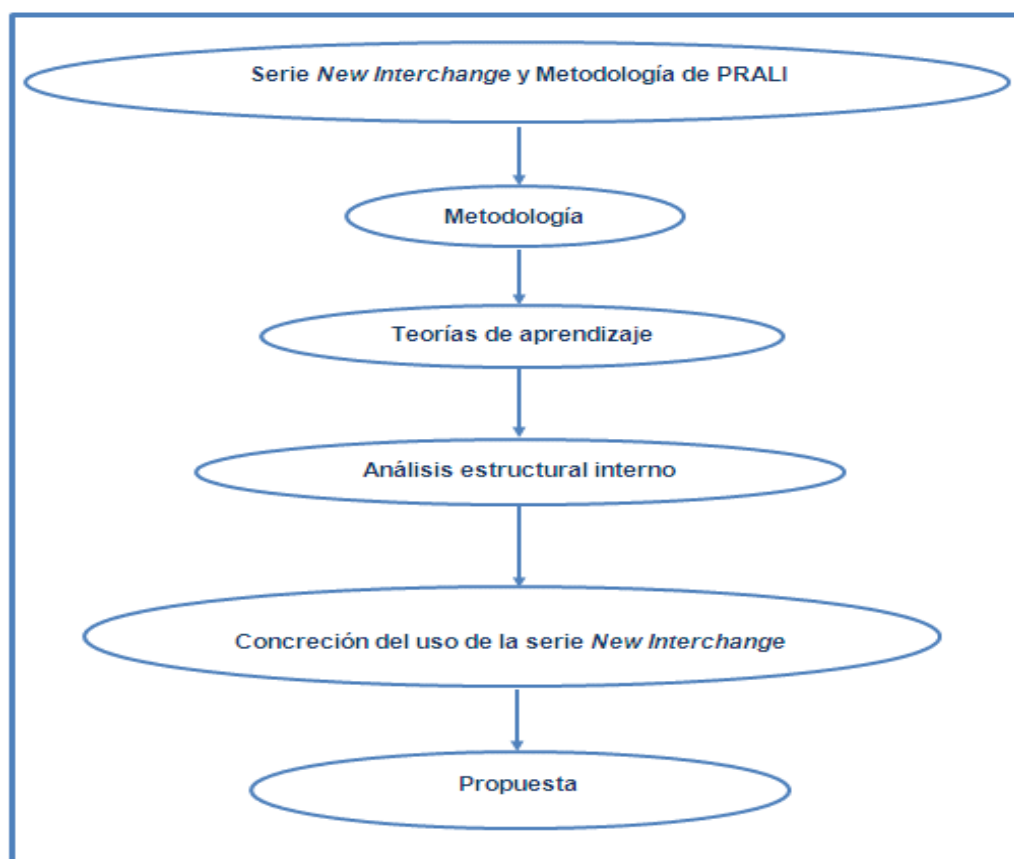 Serie New Interchange y Metodología de PRALI
Metodología
Teorías de aprendizaje
Análisis estructural interno
Concreción del uso de la serie New Interchange
Propuesta